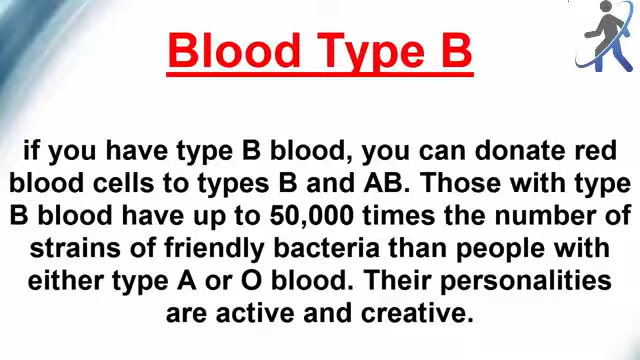 Blood Type B
if you have type B blood, you can donate red
blood cells to types B and AB. Those with type
B blood have up to 50,000 times the number of
strains of friendly bacteria than people with
either type A or O blood. Their personalities
are active and creative.